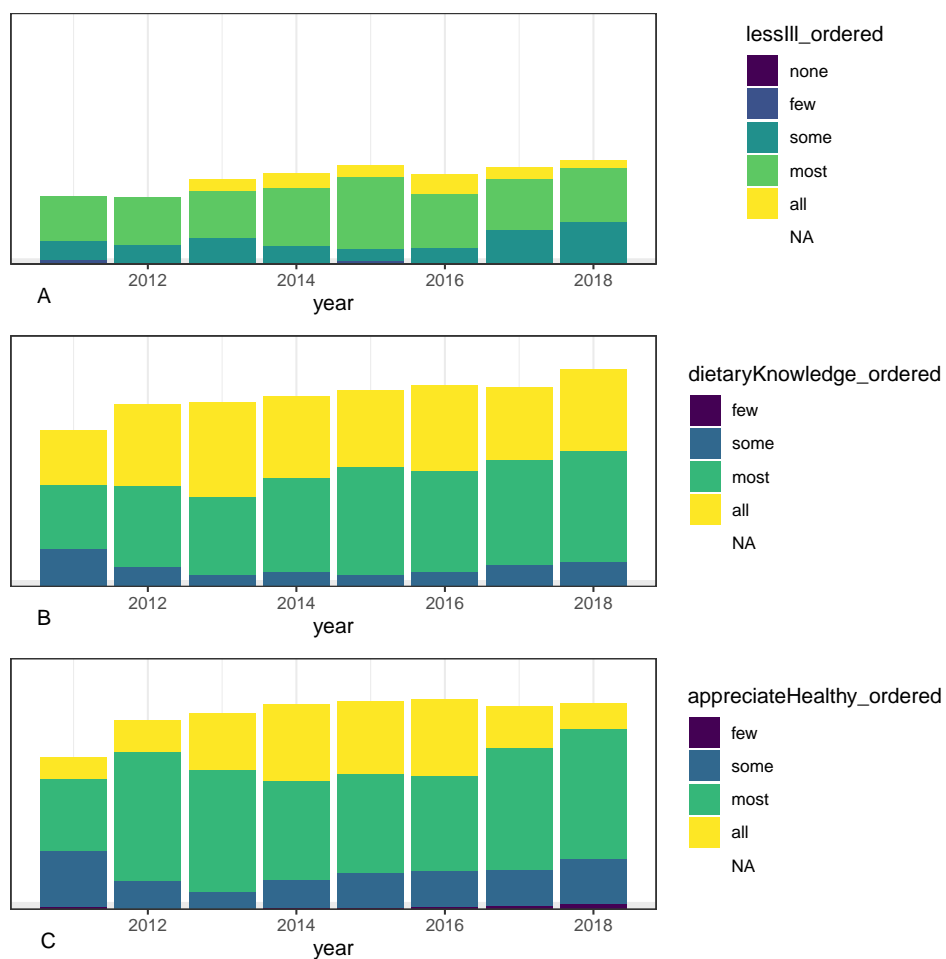 lessIll_ordered
none
few
some
most
all
NA
2012 2014 2016 2018
year
A
dietaryKnowledge_ordered
few
some
most
all
NA
2012 2014 2016 2018
year
B
appreciateHealthy_ordered
few
some
most
all
NA
2012 2014 2016 2018
year
C